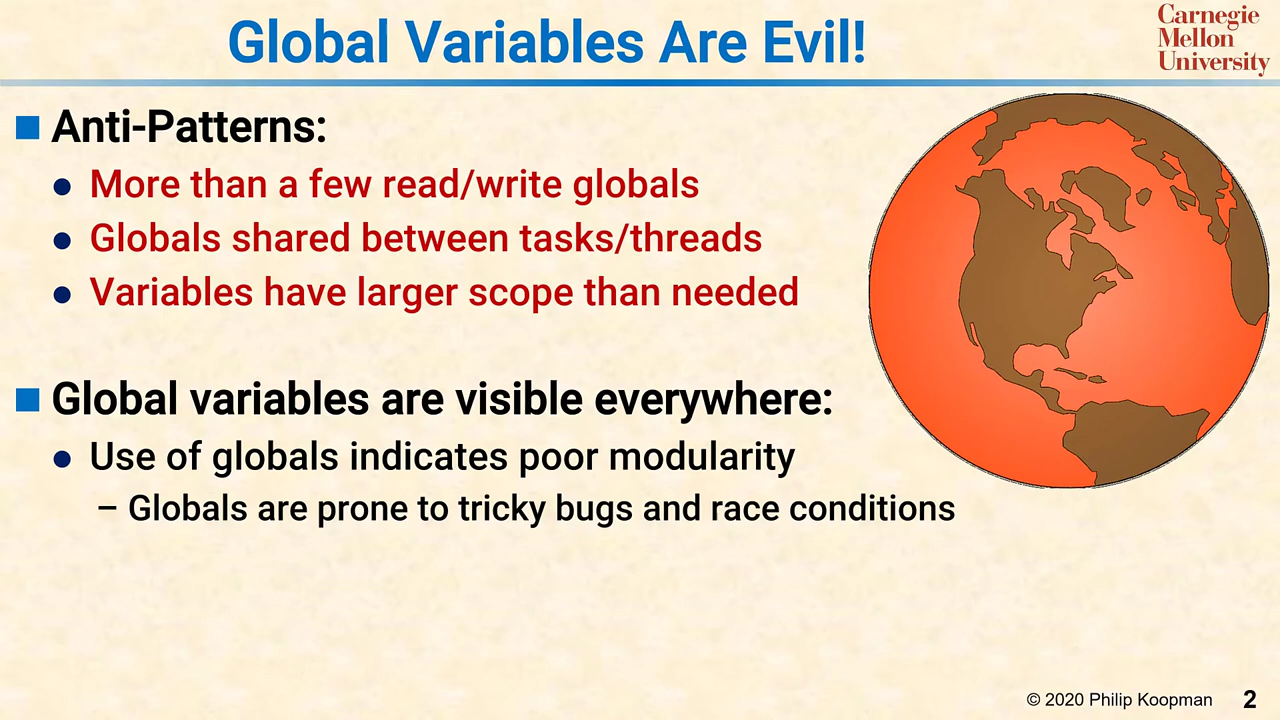 Global Variables Are Evil!
Carnegie
Mellon
University
Anti-Patterns:
More than a few read/write globals
Globals shared between tasks/threads
Variables have larger scope than needed
Global variables are visible everywhere:
Use of globals indicates poor modularity
– Globals are prone to tricky bugs and race conditions
© 2020 Philip Koopman 2